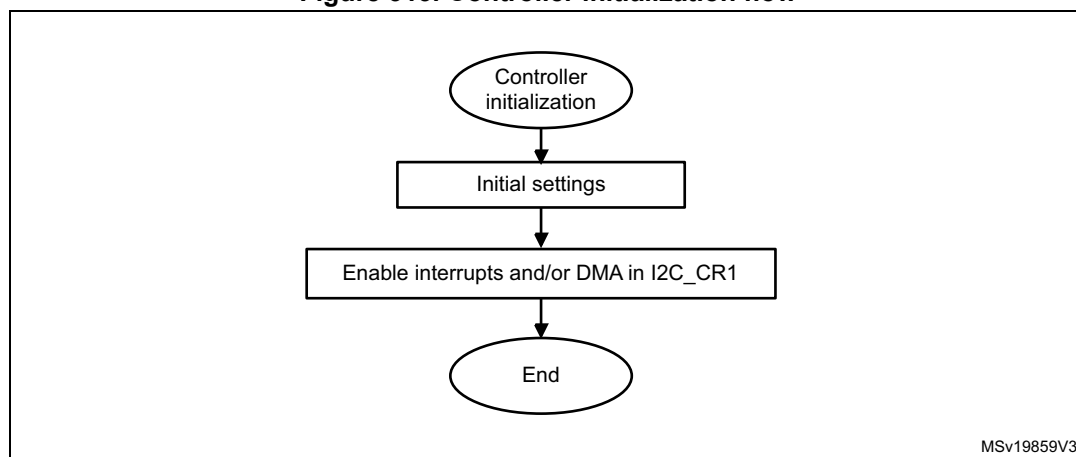 Controller
initialization
Initial settings
Enable interrupts and/or DMA in I2C_CR1
End
MSv19859V3